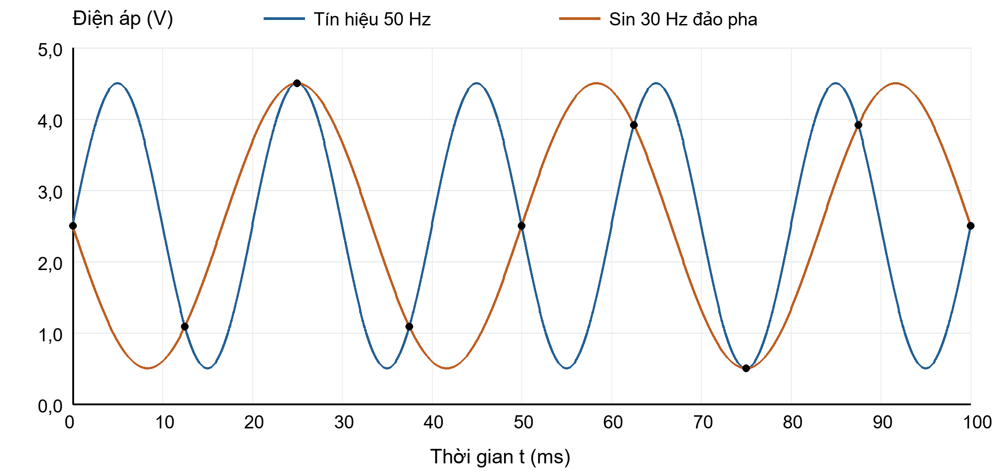 Điện áp (V)
Tín hiệu 50 Hz
Sin 30 Hz đảo pha
5,0
4,0
3,0
2,0
1,0
0,0
0 10 20 30 40 50 60 70 80 90 100
Thời gian t (ms)